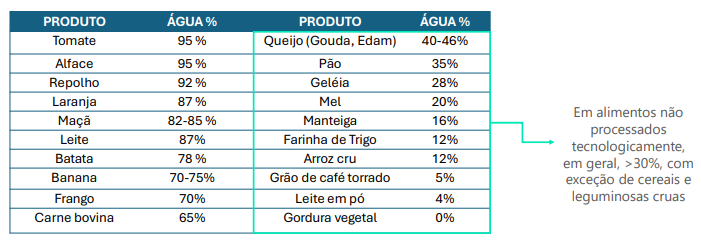 PRODUTO ÁGUA % PRODUTO ÁGUA %
Tomate 95 % Queijo (Gouda, Edam) 40-46%
Alface 95 % Pão 35%
Repolho 92 % Geléia 28%
Laranja 87 % Mel 20%
Maçã 82-85 % Manteiga 16%
Leite 87% Farinha de Trigo 12%
Batata 78 % Arroz cru 12%
Banana 70-75% Grão de café torrado 5%
Frango 70% Leite em pó 4%
Carne bovina 65% Gordura vegetal 0%
Em alimentos não
processados
tecnologicamente,
em geral, >30%, com
exceção de cereais e
leguminosas cruas